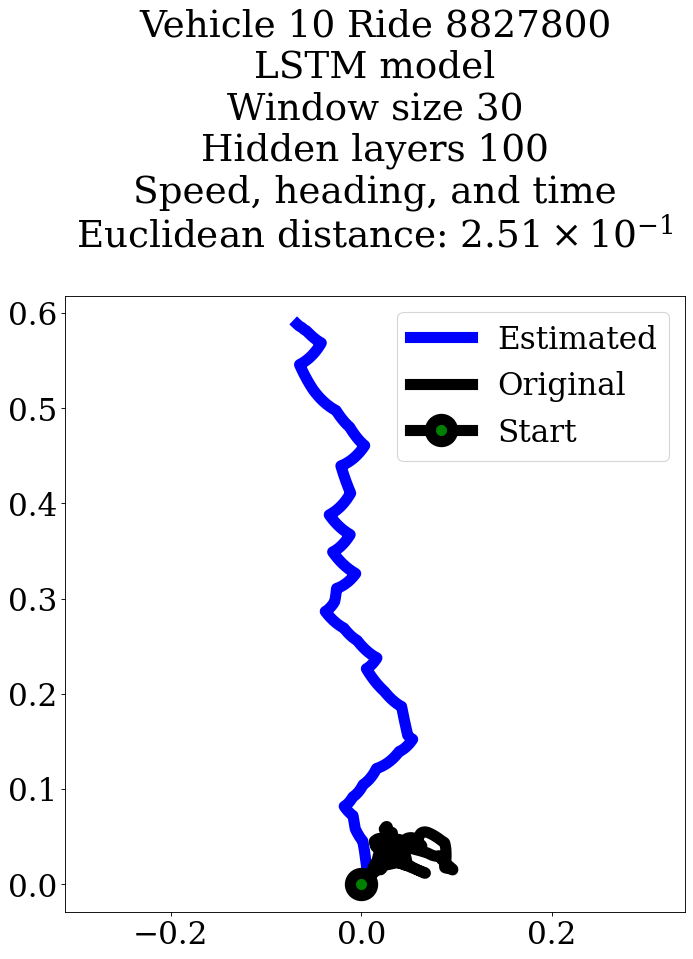 Vehicle 10 Ride 8827800
LSTM model
Window size 30
Hidden layers 100
Speed, heading, and time
Euclidean distance: 2.51 × 10⁻¹
Estimated
Original
Start
0.6
0.5
0.4
0.3
0.2
0.1
0.0
−0.2
0.0
0.2